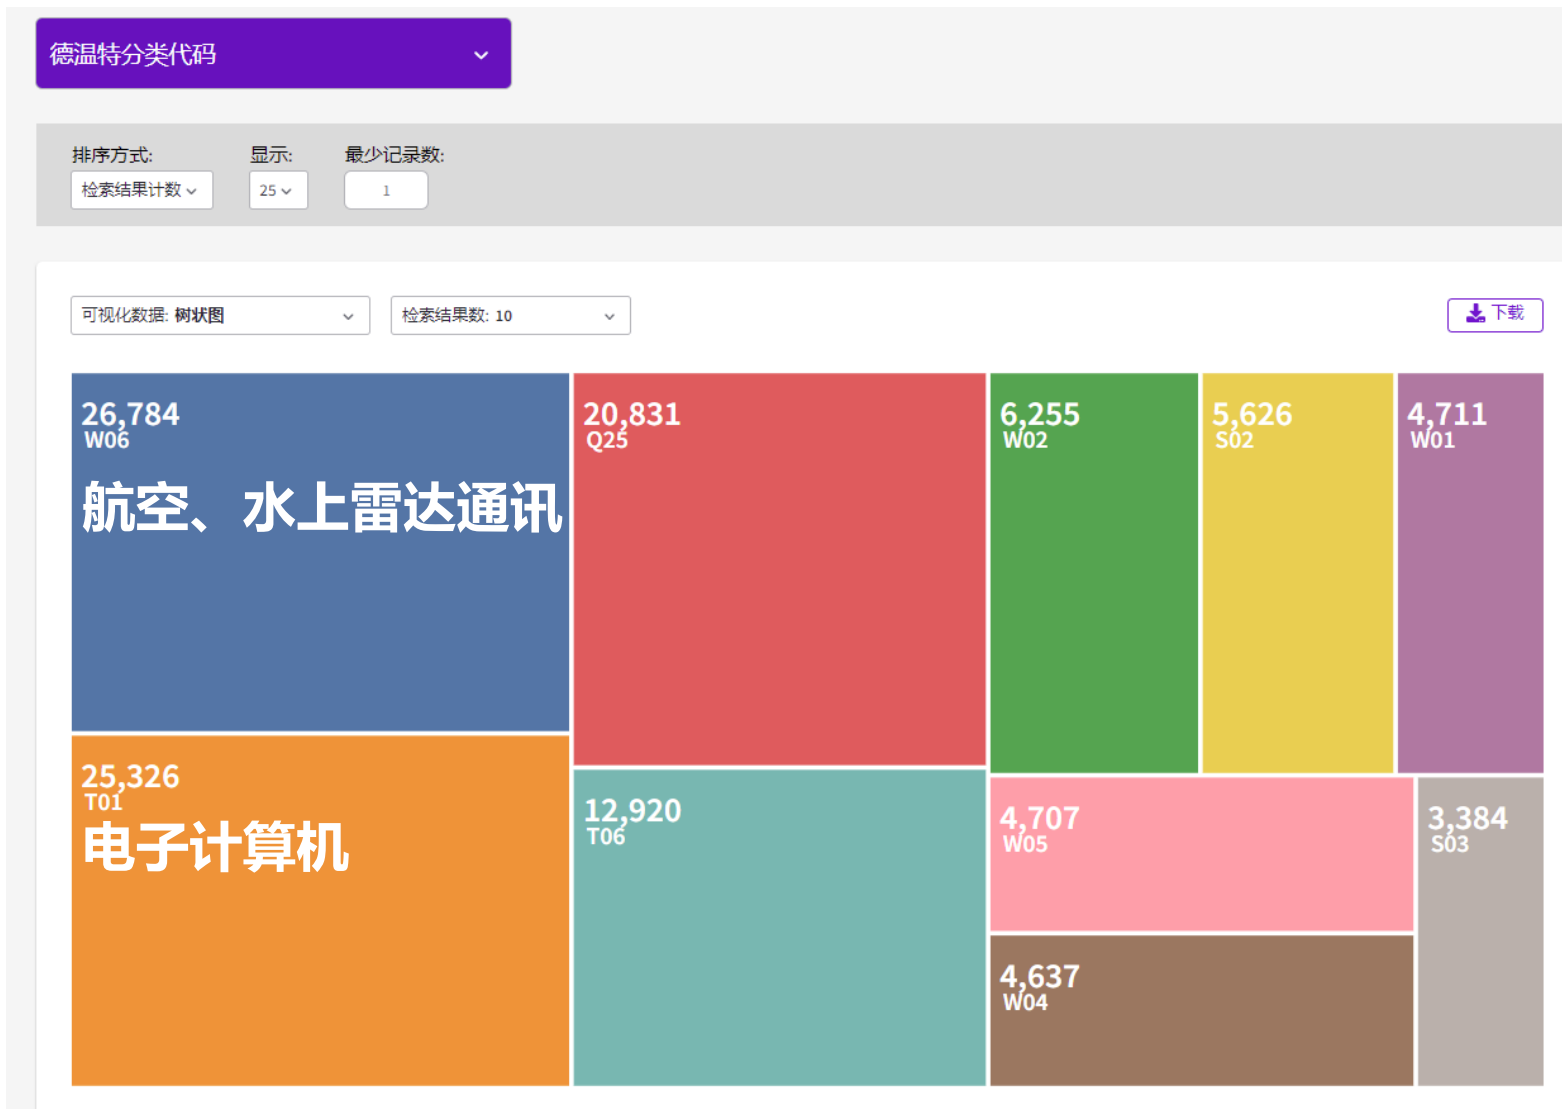 德温特分类代码
排序方式: 显示: 最少记录数:
检索结果计数 25 1
可视化数据: 树状图 检索结果数: 10 下载
26,784
W06
航空、水上雷达通讯
25,326
T01
电子计算机
20,831
Q25
12,920
T06
6,255
W02
5,626
S02
4,711
W01
4,707
W05
4,637
W04
3,384
S03